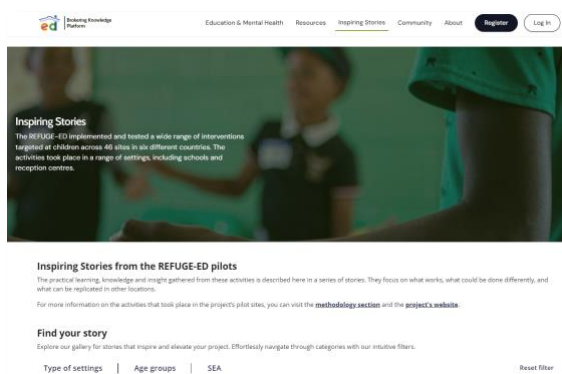 ed
Brokering Knowledge
Platform
Education & Mental Health Resources Inspiring Stories Community About Register Log In
Inspiring Stories
The REFUGE-ED implemented and tested a wide range of interventions
targeted at children across 46 sites in six different countries. The
activities took place in a range of settings, including schools and
reception centres.
Inspiring Stories from the REFUGE-ED pilots
The practical learning, knowledge and insight gathered from these activities is described here in a series of stories. They focus on what works, what could be done differently, and
what can be replicated in other locations.
For more information on the activities that took place in the project's pilot sites, you can visit the methodology section and the project's website.
Find your story
Explore our gallery for stories that inspire and elevate your project. Effortlessly navigate through categories with our intuitive filters.
Type of settings | Age groups | SEA Reset filter